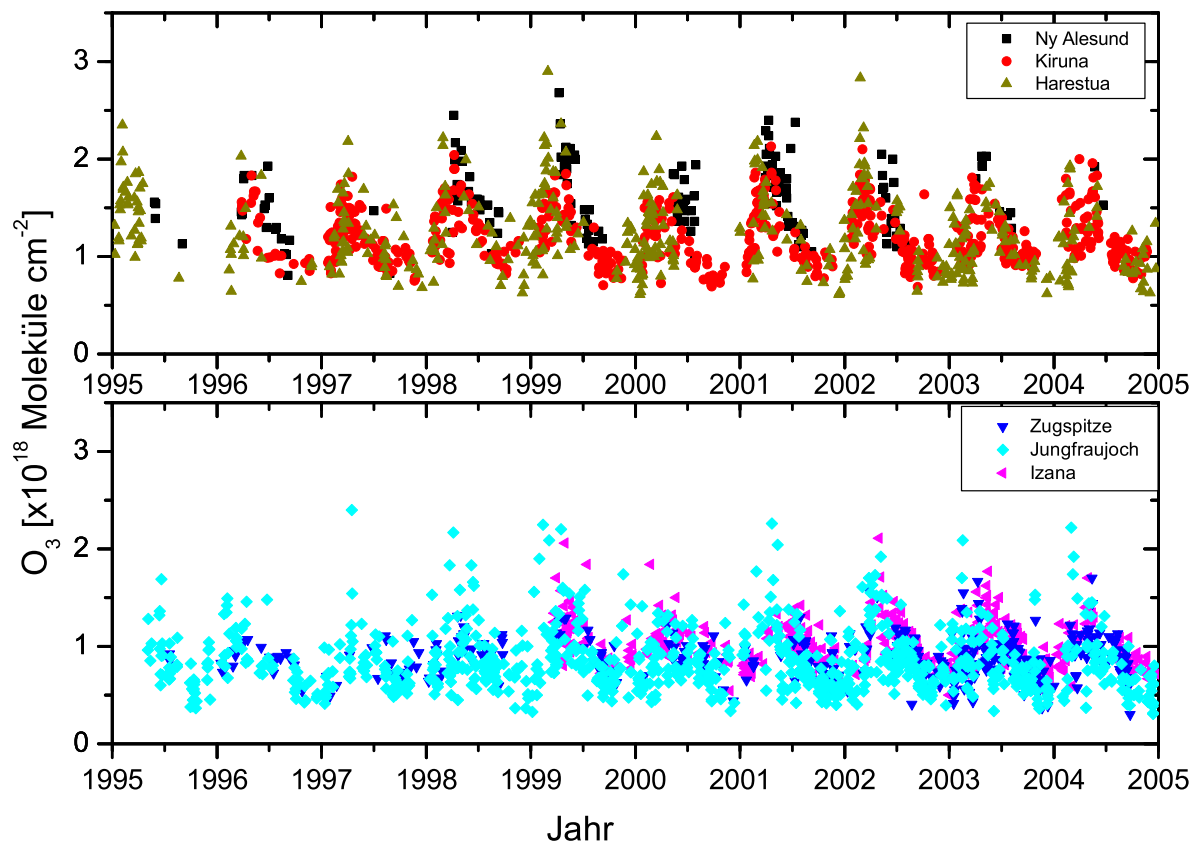 3
2
1
0
Ny Alesund
Kiruna
Harestua
1995 1996 1997 1998 1999 2000 2001 2002 2003 2004 2005
O3 [x10^18 Moleküle cm^-2]
3
2
1
0
Zugspitze
Jungfraujoch
Izana
1995 1996 1997 1998 1999 2000 2001 2002 2003 2004 2005
Jahr